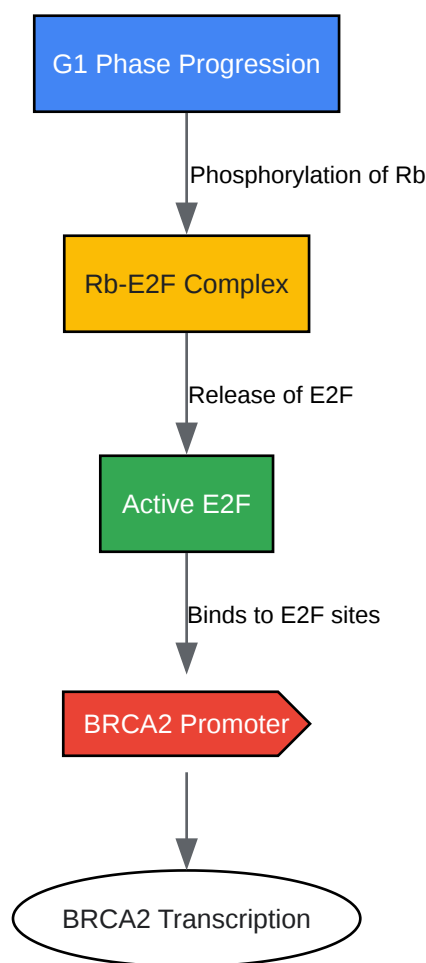 G1 Phase Progression
Phosphorylation of Rb
Rb-E2F Complex
Release of E2F
Active E2F
Binds to E2F sites
BRCA2 Promoter
BRCA2 Transcription